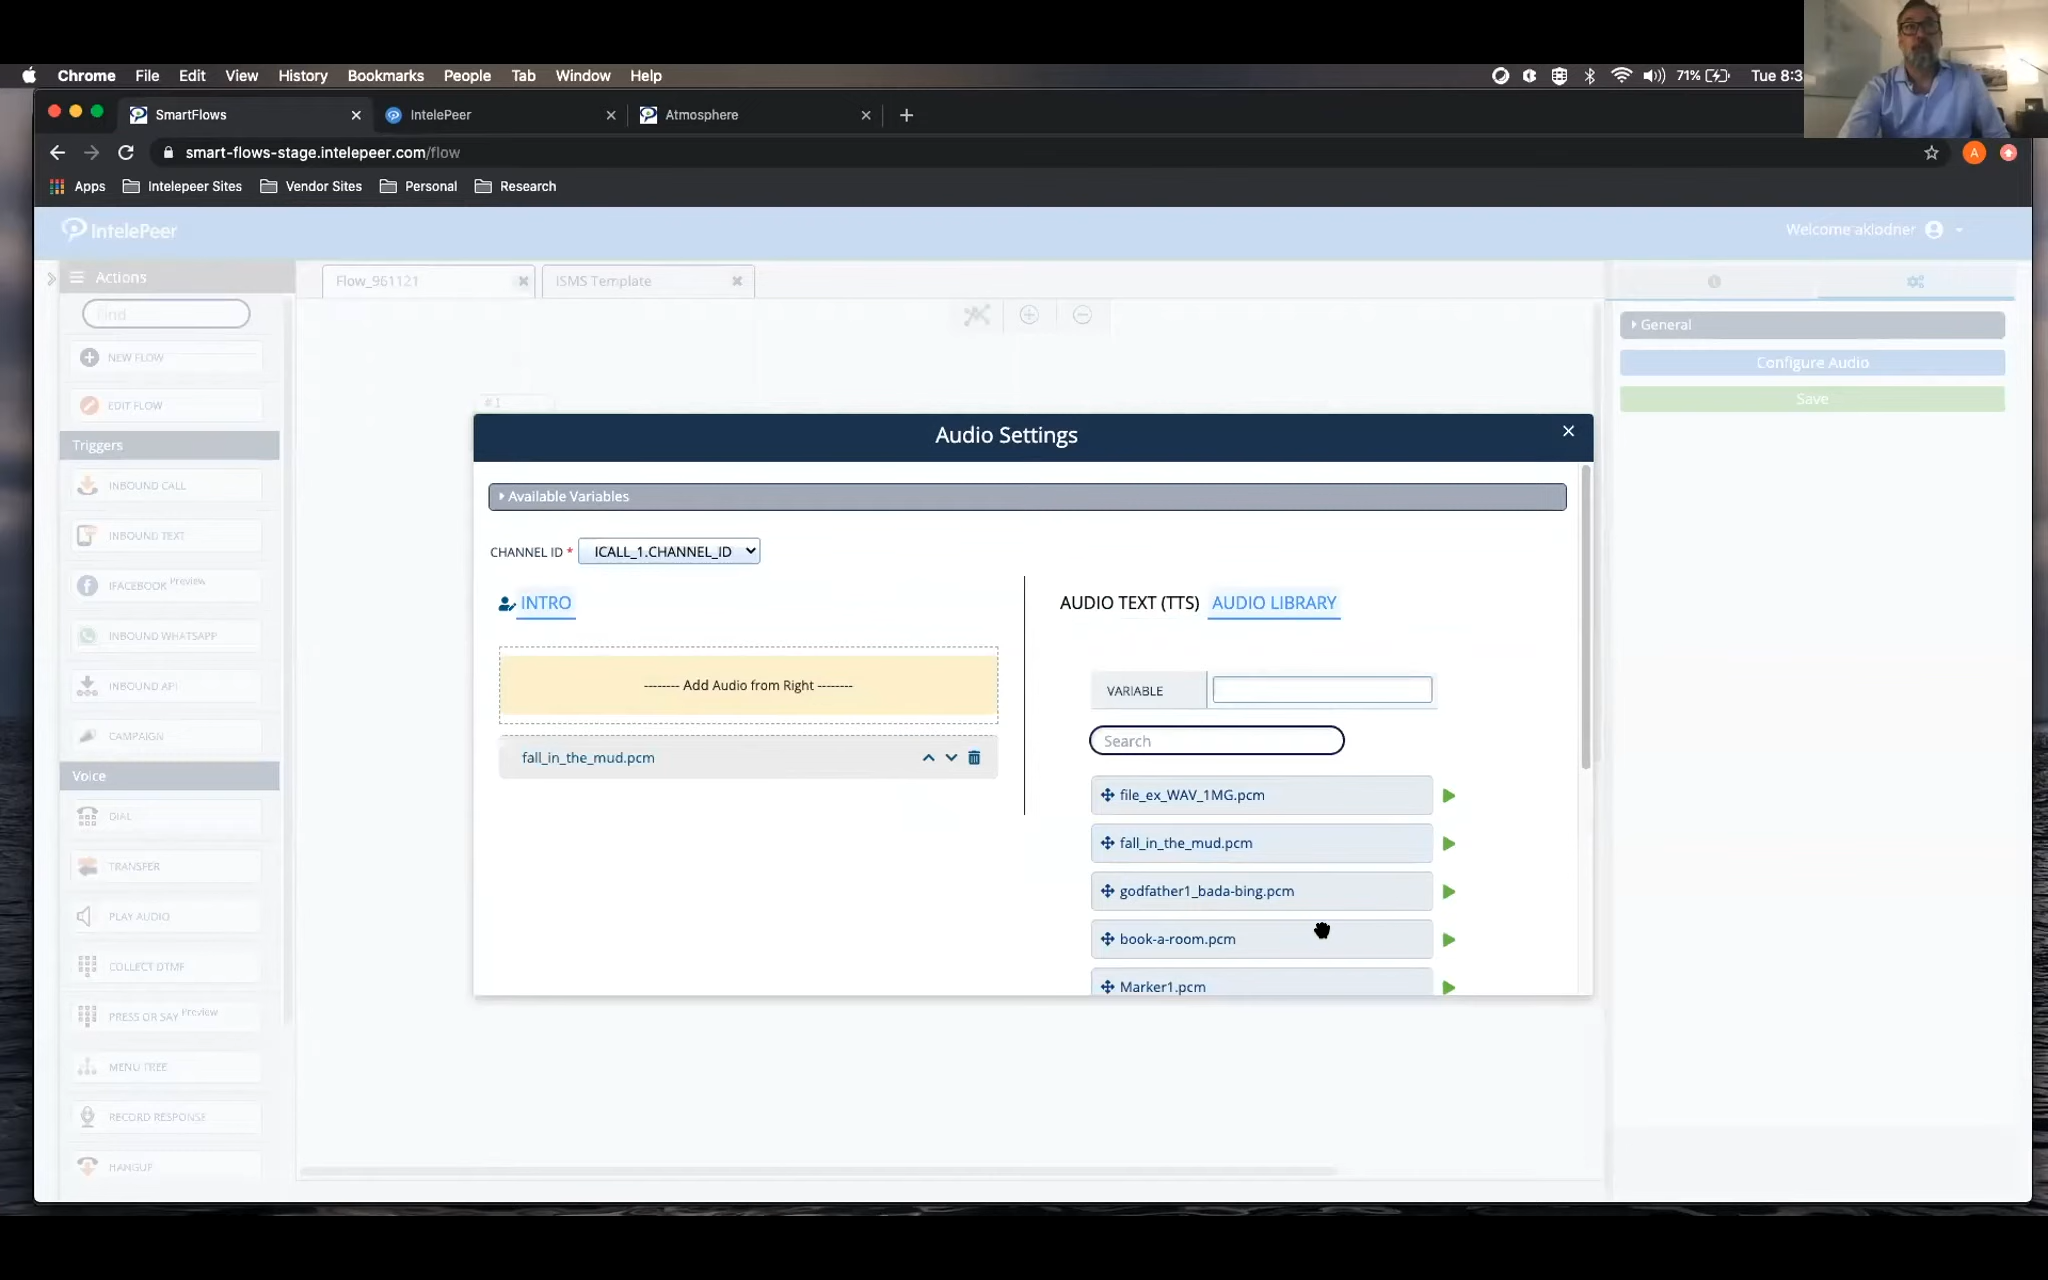 Chrome File Edit View History Bookmarks People Tab Window Help 71% Tue 8:3
SmartFlows IntelePeer Atmosphere
smart-flows-stage.intelepeer.com/flow A
Apps Intelepeer Sites Vendor Sites Personal Research
IntelePeer Welcome aklodner
Actions
Flow_961121 ISMS Template
Find
General
NEW FLOW
Configure Audio
EDIT FLOW
Save
#1
Triggers
Audio Settings
INBOUND CALL
Available Variables
INBOUND TEXT
CHANNEL ID * ICALL_1.CHANNEL_ID
IFACEBOOK Preview
INTRO AUDIO TEXT (TTS) AUDIO LIBRARY
INBOUND WHATSAPP
INBOUND API
-------- Add Audio from Right --------
VARIABLE
CAMPAIGN
Search
Voice
fall_in_the_mud.pcm
file_ex_WAV_1MG.pcm
DIAL
fall_in_the_mud.pcm
TRANSFER
godfather1_bada-bing.pcm
PLAY AUDIO
book-a-room.pcm
COLLECT DTMF
Marker1.pcm
PRESS OR SAY Preview
MENU TREE
RECORD RESPONSE
HANGUP